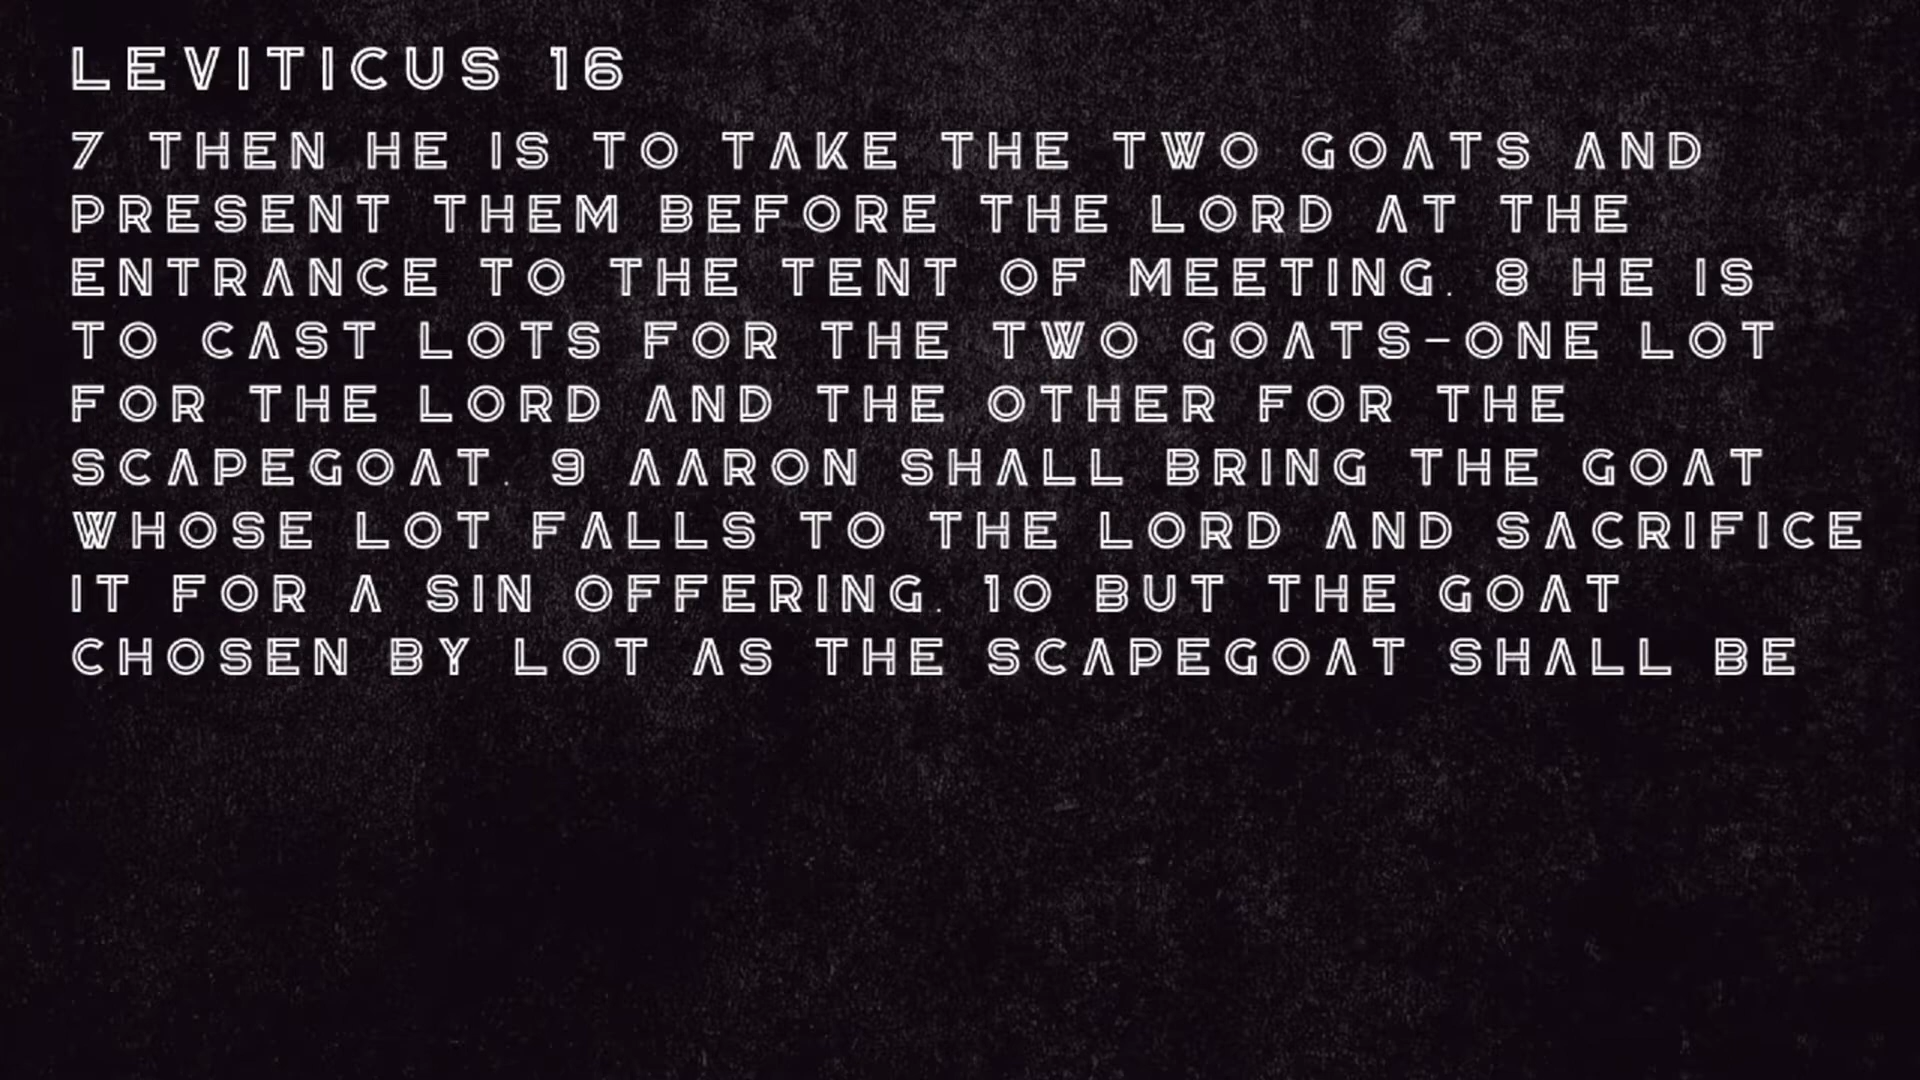 LEVITICUS 16
7 THEN HE IS TO TAKE THE TWO GOATS AND
PRESENT THEM BEFORE THE LORD AT THE
ENTRANCE TO THE TENT OF MEETING. 8 HE IS
TO CAST LOTS FOR THE TWO GOATS-ONE LOT
FOR THE LORD AND THE OTHER FOR THE
SCAPEGOAT. 9 AARON SHALL BRING THE GOAT
WHOSE LOT FALLS TO THE LORD AND SACRIFICE
IT FOR A SIN OFFERING. 10 BUT THE GOAT
CHOSEN BY LOT AS THE SCAPEGOAT SHALL BE